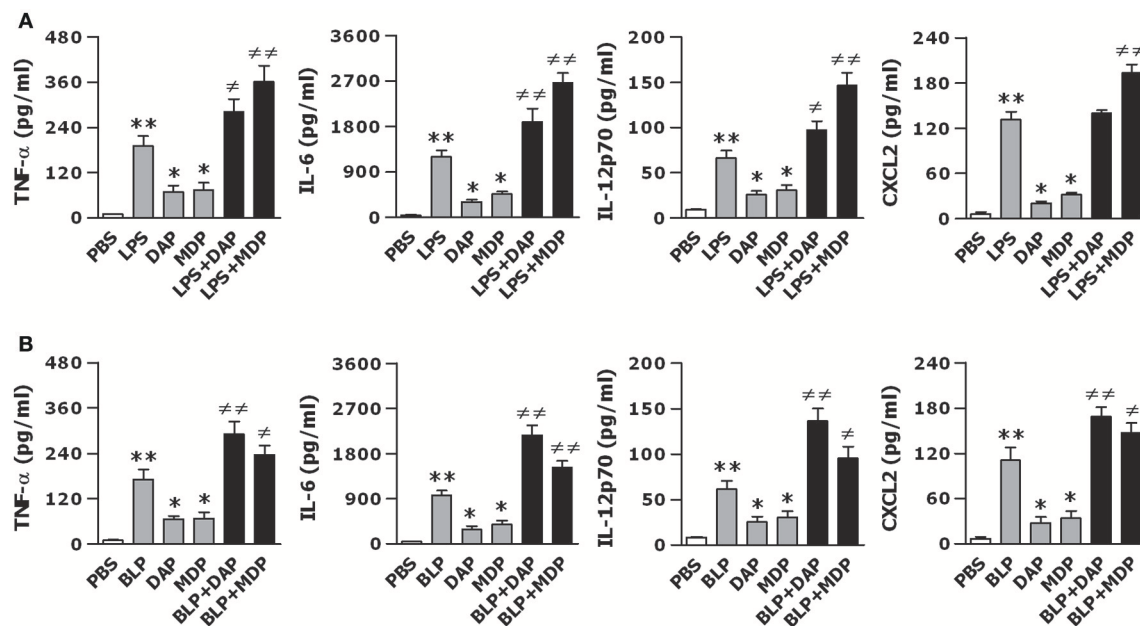 A
TNF-α (pg/ml)
480
360
240
120
0
**
*
*
≠
≠≠
PBS
LPS
DAP
MDP
LPS+DAP
LPS+MDP
IL-6 (pg/ml)
3600
2700
1800
900
0
**
*
*
≠≠
≠≠
PBS
LPS
DAP
MDP
LPS+DAP
LPS+MDP
IL-12p70 (pg/ml)
200
150
100
50
0
**
*
*
≠
≠≠
PBS
LPS
DAP
MDP
LPS+DAP
LPS+MDP
CXCL2 (pg/ml)
240
180
120
60
0
**
*
*
≠≠
PBS
LPS
DAP
MDP
LPS+DAP
LPS+MDP
B
TNF-α (pg/ml)
480
360
240
120
0
**
*
*
≠≠
≠
PBS
BLP
DAP
MDP
BLP+DAP
BLP+MDP
IL-6 (pg/ml)
3600
2700
1800
900
0
**
*
*
≠≠
≠≠
PBS
BLP
DAP
MDP
BLP+DAP
BLP+MDP
IL-12p70 (pg/ml)
200
150
100
50
0
**
*
*
≠≠
≠
PBS
BLP
DAP
MDP
BLP+DAP
BLP+MDP
CXCL2 (pg/ml)
240
180
120
60
0
**
*
*
≠≠
≠
PBS
BLP
DAP
MDP
BLP+DAP
BLP+MDP